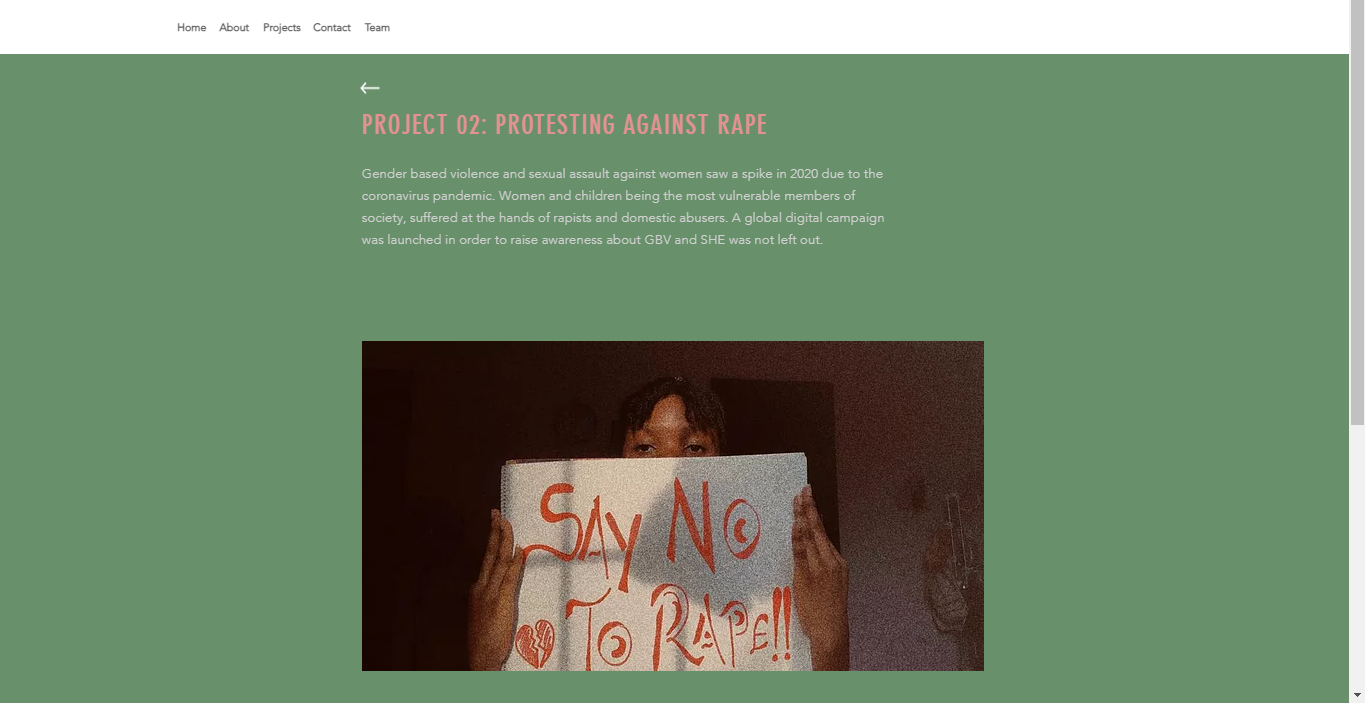 Home About Projects Contact Team
PROJECT 02: PROTESTING AGAINST RAPE
Gender based violence and sexual assault against women saw a spike in 2020 due to the
coronavirus pandemic. Women and children being the most vulnerable members of
society, suffered at the hands of rapists and domestic abusers. A global digital campaign
was launched in order to raise awareness about GBV and SHE was not left out.
SAY NO
TO RAPE!!